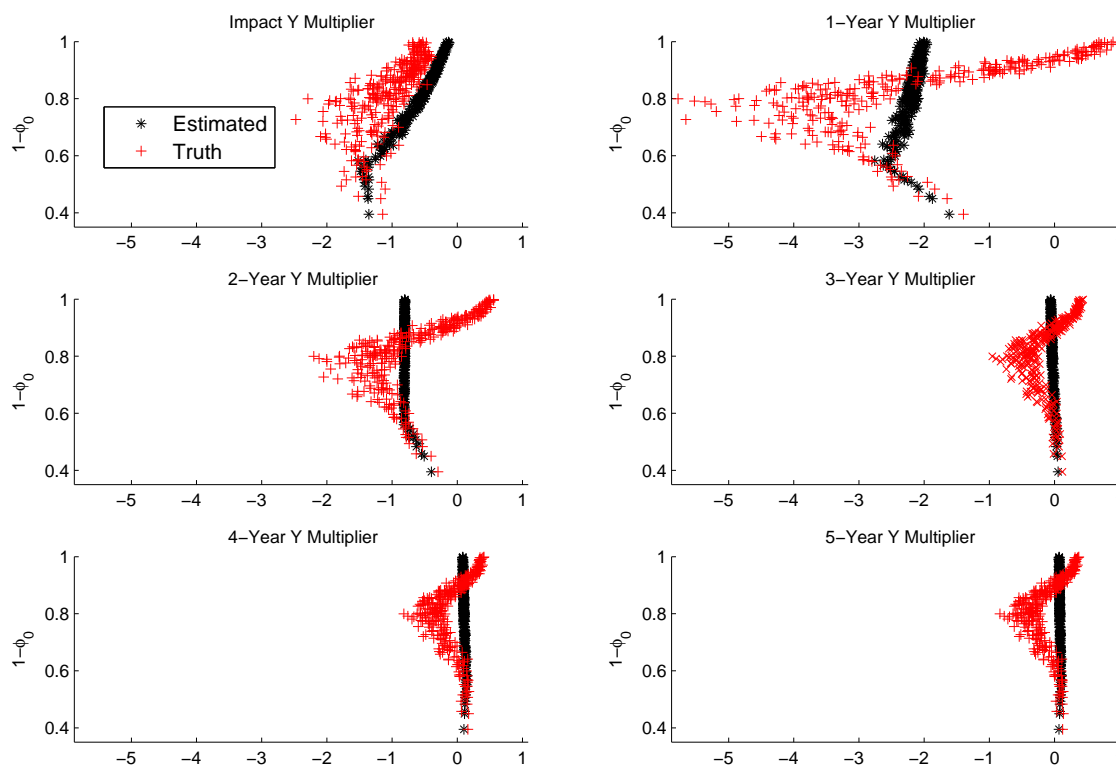 Impact Y Multiplier
1−Year Y Multiplier
1
0.8
0.6
0.4
1−ϕ0
Estimated
Truth
−5 −4 −3 −2 −1 0 1
1
0.8
0.6
0.4
1−ϕ0
−5 −4 −3 −2 −1 0
2−Year Y Multiplier
3−Year Y Multiplier
1
0.8
0.6
0.4
1−ϕ0
−5 −4 −3 −2 −1 0 1
1
0.8
0.6
0.4
1−ϕ0
−5 −4 −3 −2 −1 0
4−Year Y Multiplier
5−Year Y Multiplier
1
0.8
0.6
0.4
1−ϕ0
−5 −4 −3 −2 −1 0 1
1
0.8
0.6
0.4
1−ϕ0
−5 −4 −3 −2 −1 0